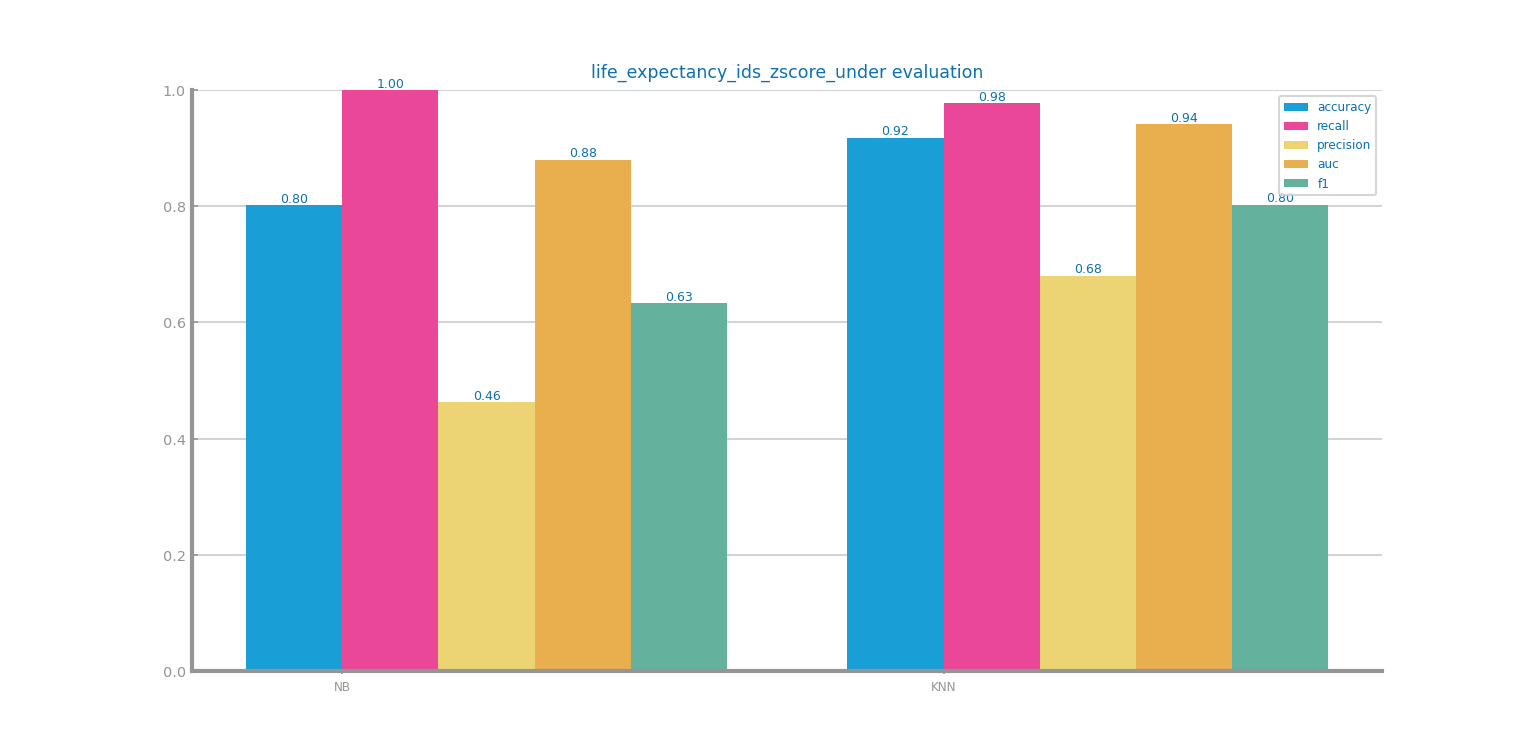 life_expectancy_ids_zscore_under evaluation
1.0
0.8
0.6
0.4
0.2
0.0
0.80
1.00
0.46
0.88
0.63
0.92
0.98
0.68
0.94
0.80
accuracy
recall
precision
auc
f1
NB
KNN